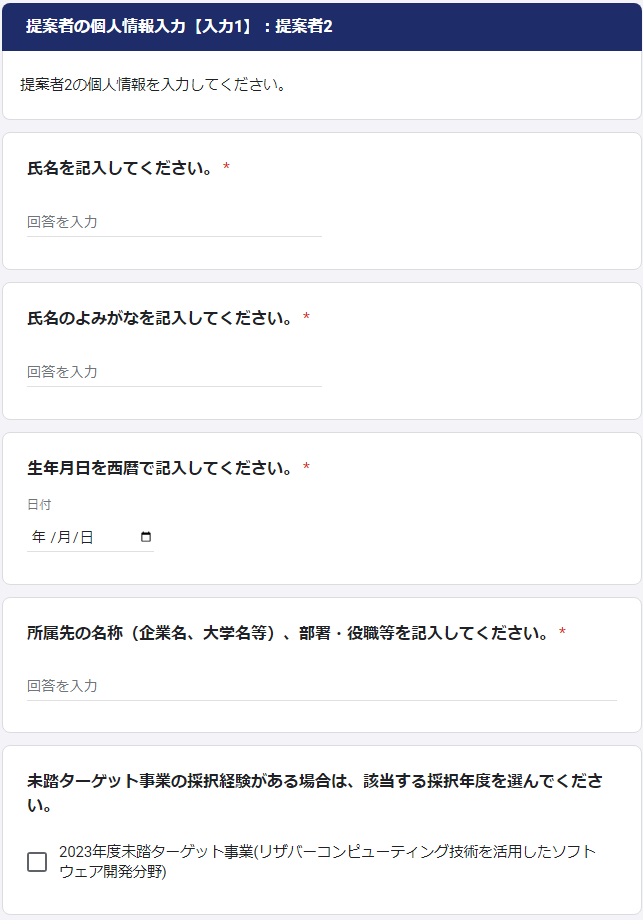 提案者の個人情報入力【入力1】：提案者2
提案者2の個人情報を入力してください。
氏名を記入してください。 *
回答を入力
氏名のよみがなを記入してください。 *
回答を入力
生年月日を西暦で記入してください。 *
日付
年 /月/日
所属先の名称（企業名、大学名等）、部署・役職等を記入してください。 *
回答を入力
未踏ターゲット事業の採択経験がある場合は、該当する採択年度を選んでくださ
い。
2023年度未踏ターゲット事業(リザバーコンピューティング技術を活用したソフト
ウェア開発分野)